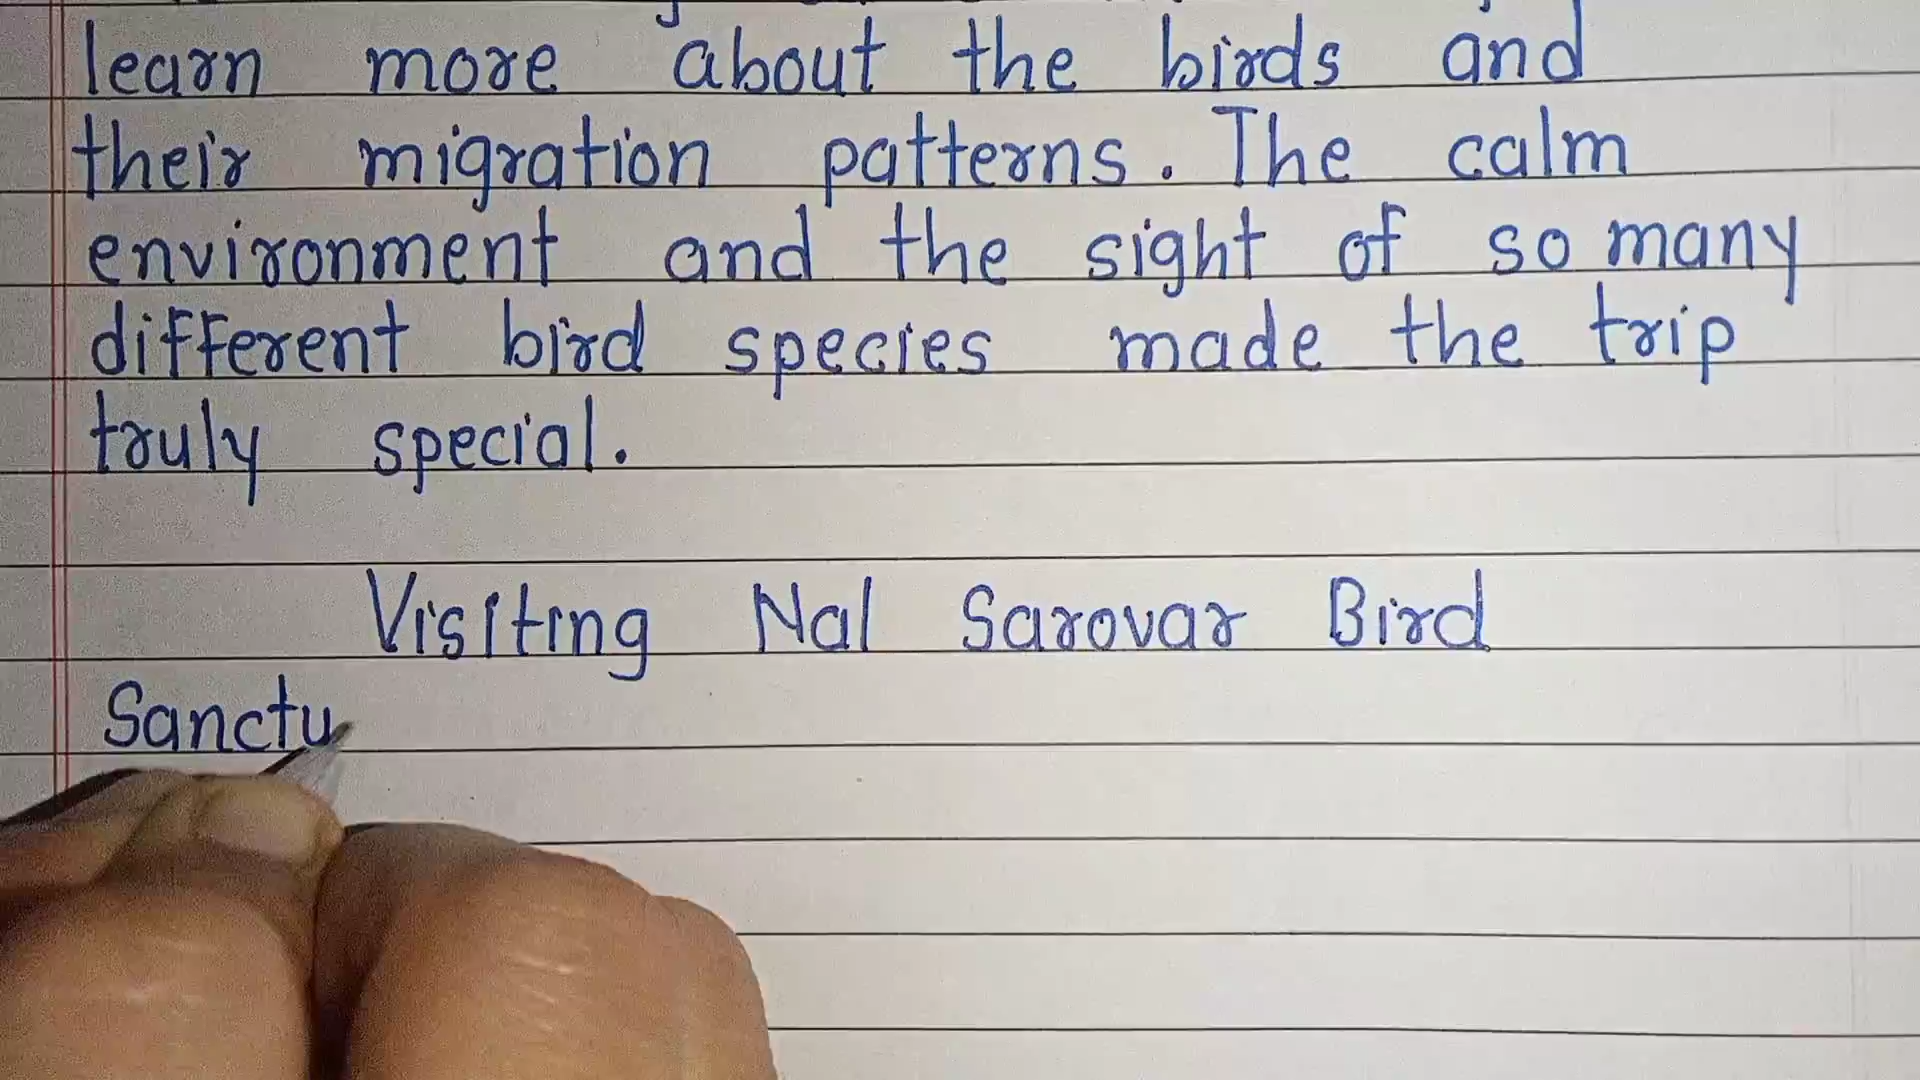 learn more about the birds and
their migration patterns. The calm
environment and the sight of so many
different bird species made the trip
truly special.
Visiting Nal Sarovar Bird
Sanctu